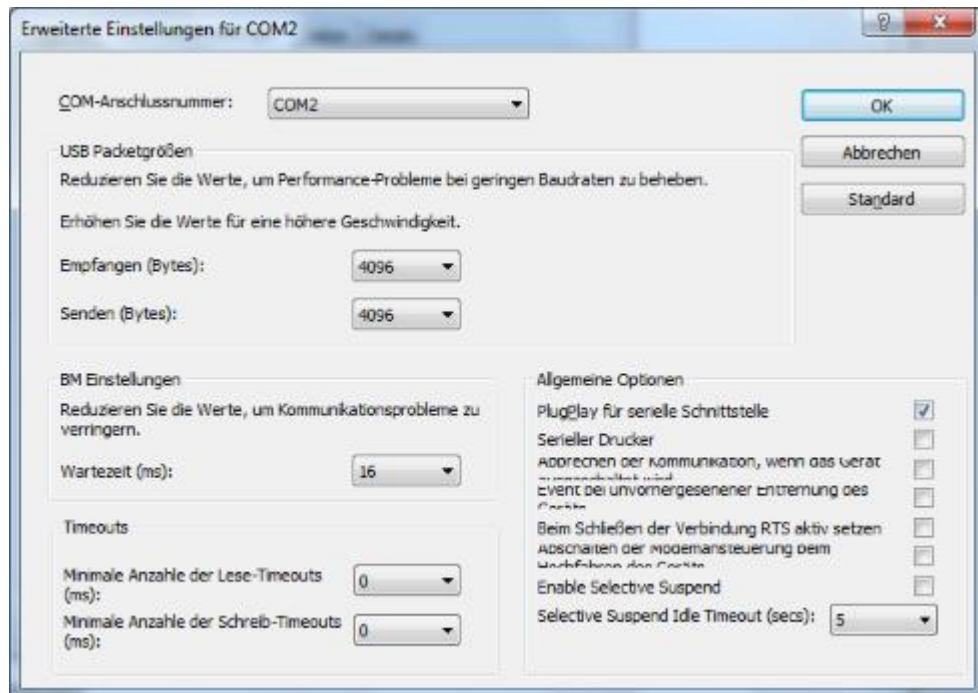 Erweiterte Einstellungen für COM2
COM-Anschlussnummer:
COM2
OK
Abbrechen
Standard
USB Packetgrößen
Reduzieren Sie die Werte, um Performance-Probleme bei geringen Baudraten zu beheben.
Erhöhen Sie die Werte für eine höhere Geschwindigkeit.
Empfangen (Bytes):
4096
Senden (Bytes):
4096
BM Einstellungen
Reduzieren Sie die Werte, um Kommunikationsprobleme zu
verringern.
Wartezeit (ms):
16
Timeouts
Minimale Anzahle der Lese-Timeouts
(ms):
0
Minimale Anzahle der Schreib-Timeouts
(ms):
0
Allgemeine Optionen
PlugPlay für serielle Schnittstelle
Serieller Drucker
Abbrechen der Kommunikation, wenn das Gerät
Event bei unvorhergesehener Entfernung des
Beim Schließen der Verbindung RTS aktiv setzen
Abschalten der Modemansteuerung beim
Enable Selective Suspend
Selective Suspend Idle Timeout (secs):
5